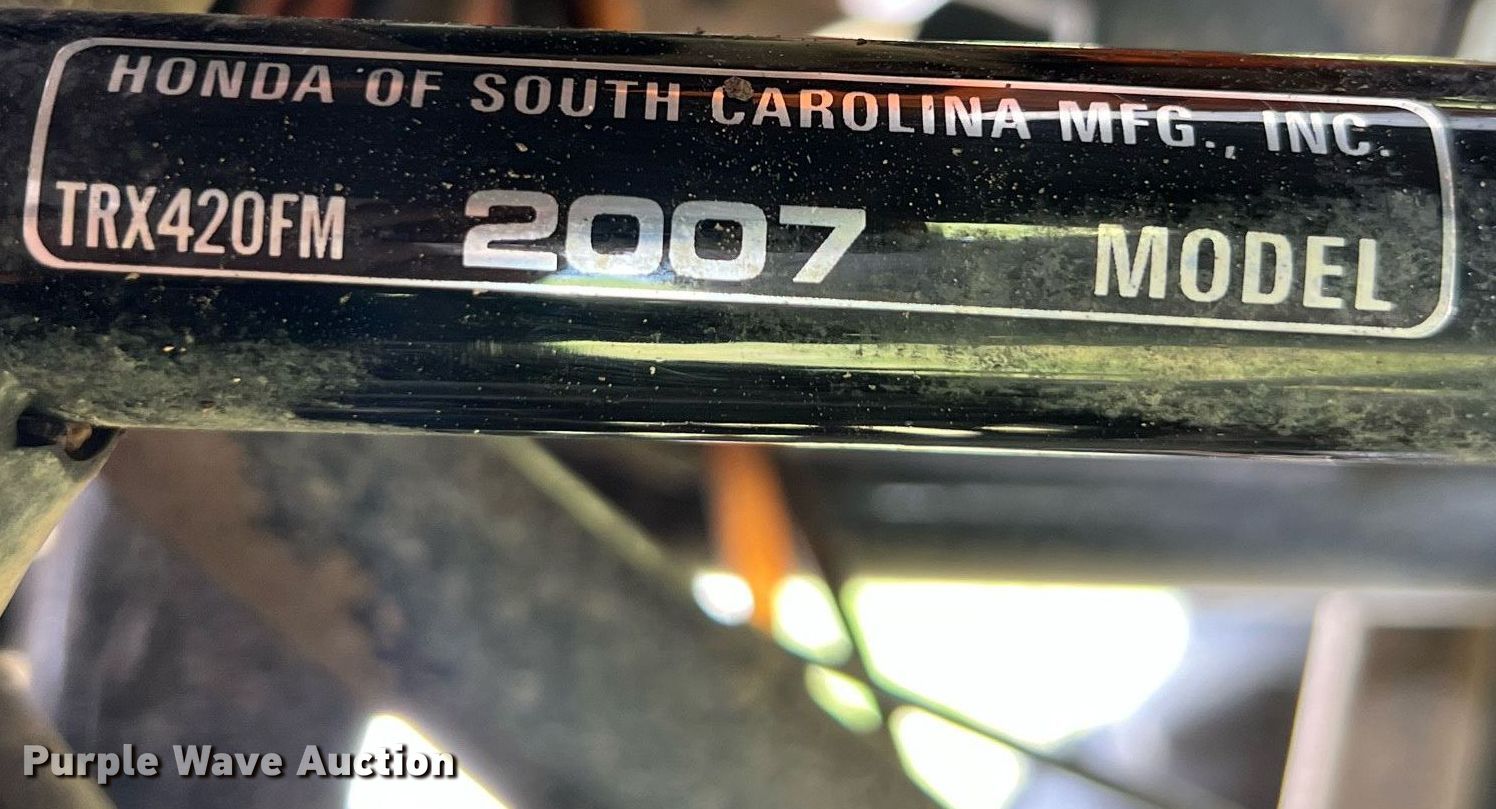 HONDA OF SOUTH CAROLINA MFG., INC.
TRX420FM 2007 MODEL
Purple Wave Auction